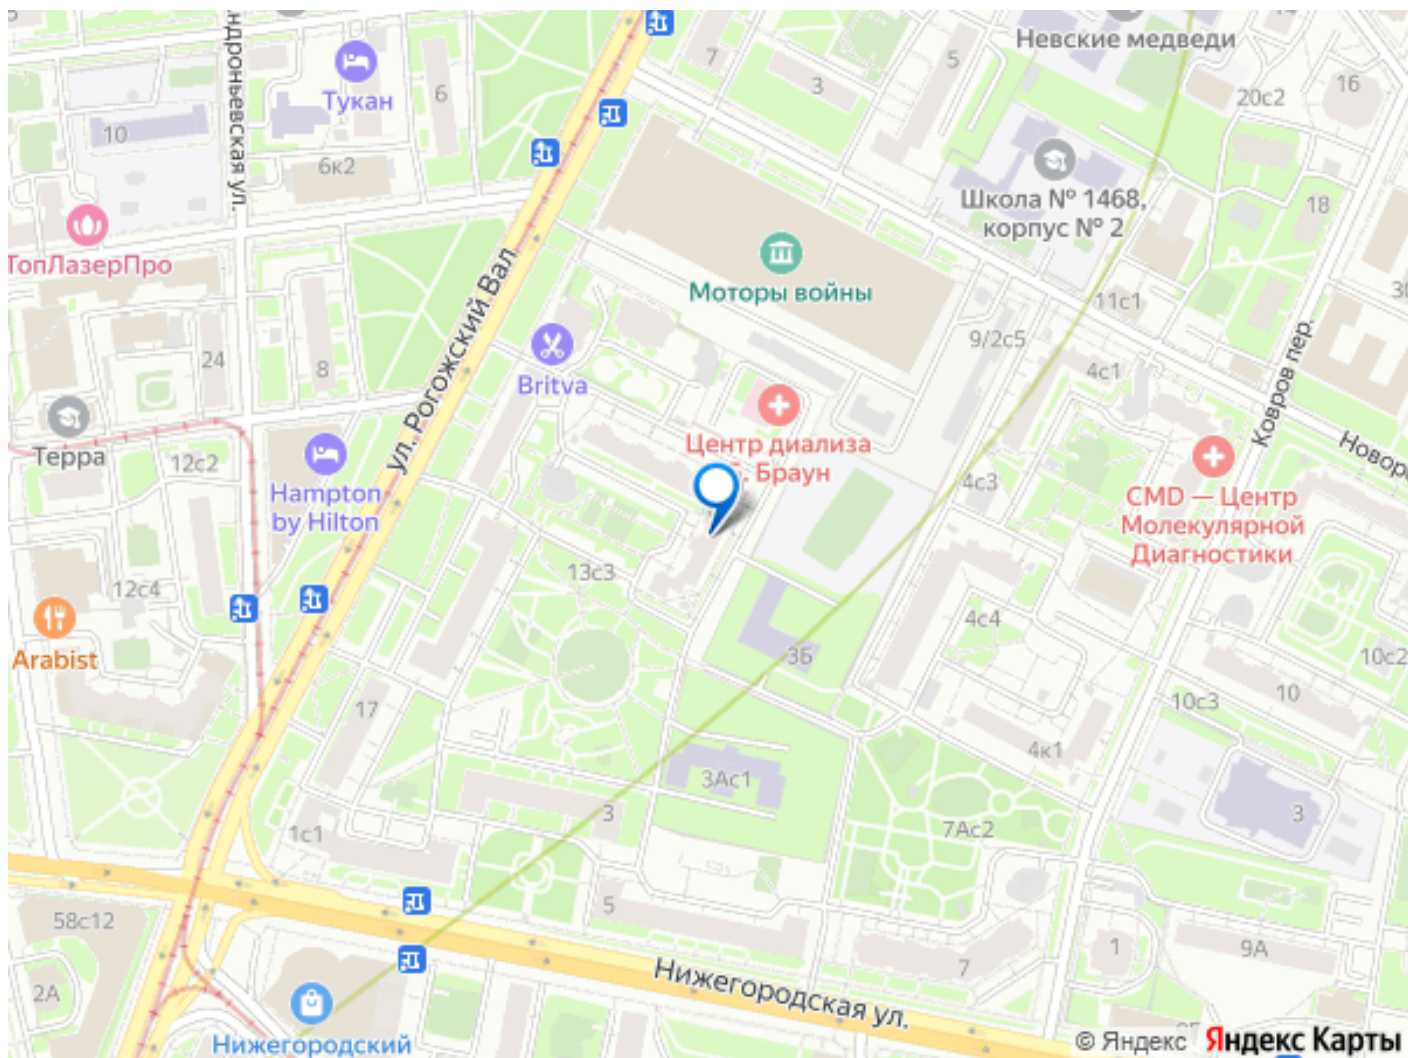 Невские медведи
7
5
3
16
20с2
Тукан
6
10
6к2
ндроньевская ул.
Школа № 1468,
корпус № 2
18
ТопЛазерПро
Моторы войны
11с1
ул. Рогожский Вал
9/2с5
4с1
Ковров пер.
24
8
Britva
Терра
12с2
Hampton
by Hilton
Центр диализа
Браун
4с3
CMD — Центр
Молекулярной
Диагностики
12с4
13с3
4с4
Arabist
3Б
10с2
10
10с3
17
4к1
3Ас1
3
3
7Ас2
1с1
58с12
5
7
1
9А
2А
Нижегородская ул.
Нижегородский
© Яндекс Яндекс Карты